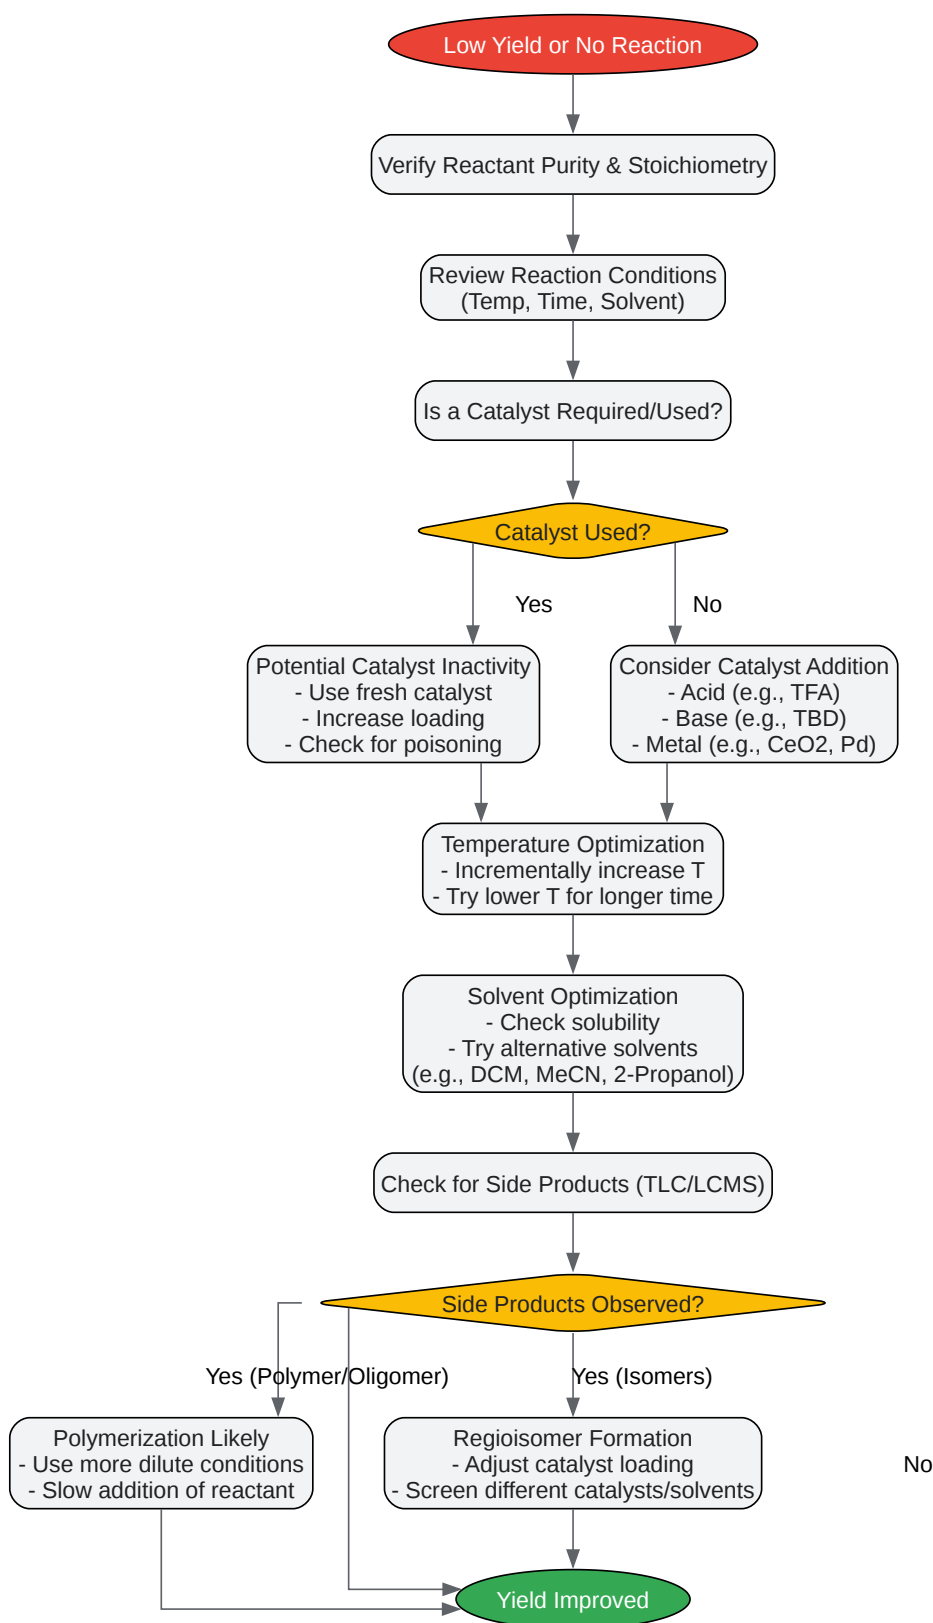 Low Yield or No Reaction
Verify Reactant Purity & Stoichiometry
Review Reaction Conditions
(Temp, Time, Solvent)
Is a Catalyst Required/Used?
Catalyst Used?
Yes
No
Potential Catalyst Inactivity
- Use fresh catalyst
- Increase loading
- Check for poisoning
Consider Catalyst Addition
- Acid (e.g., TFA)
- Base (e.g., TBD)
- Metal (e.g., CeO2, Pd)
Temperature Optimization
- Incrementally increase T
- Try lower T for longer time
Solvent Optimization
- Check solubility
- Try alternative solvents
(e.g., DCM, MeCN, 2-Propanol)
Check for Side Products (TLC/LCMS)
Side Products Observed?
Yes (Polymer/Oligomer)
Yes (Isomers)
Polymerization Likely
- Use more dilute conditions
- Slow addition of reactant
Regioisomer Formation
- Adjust catalyst loading
- Screen different catalysts/solvents
No
Yield Improved